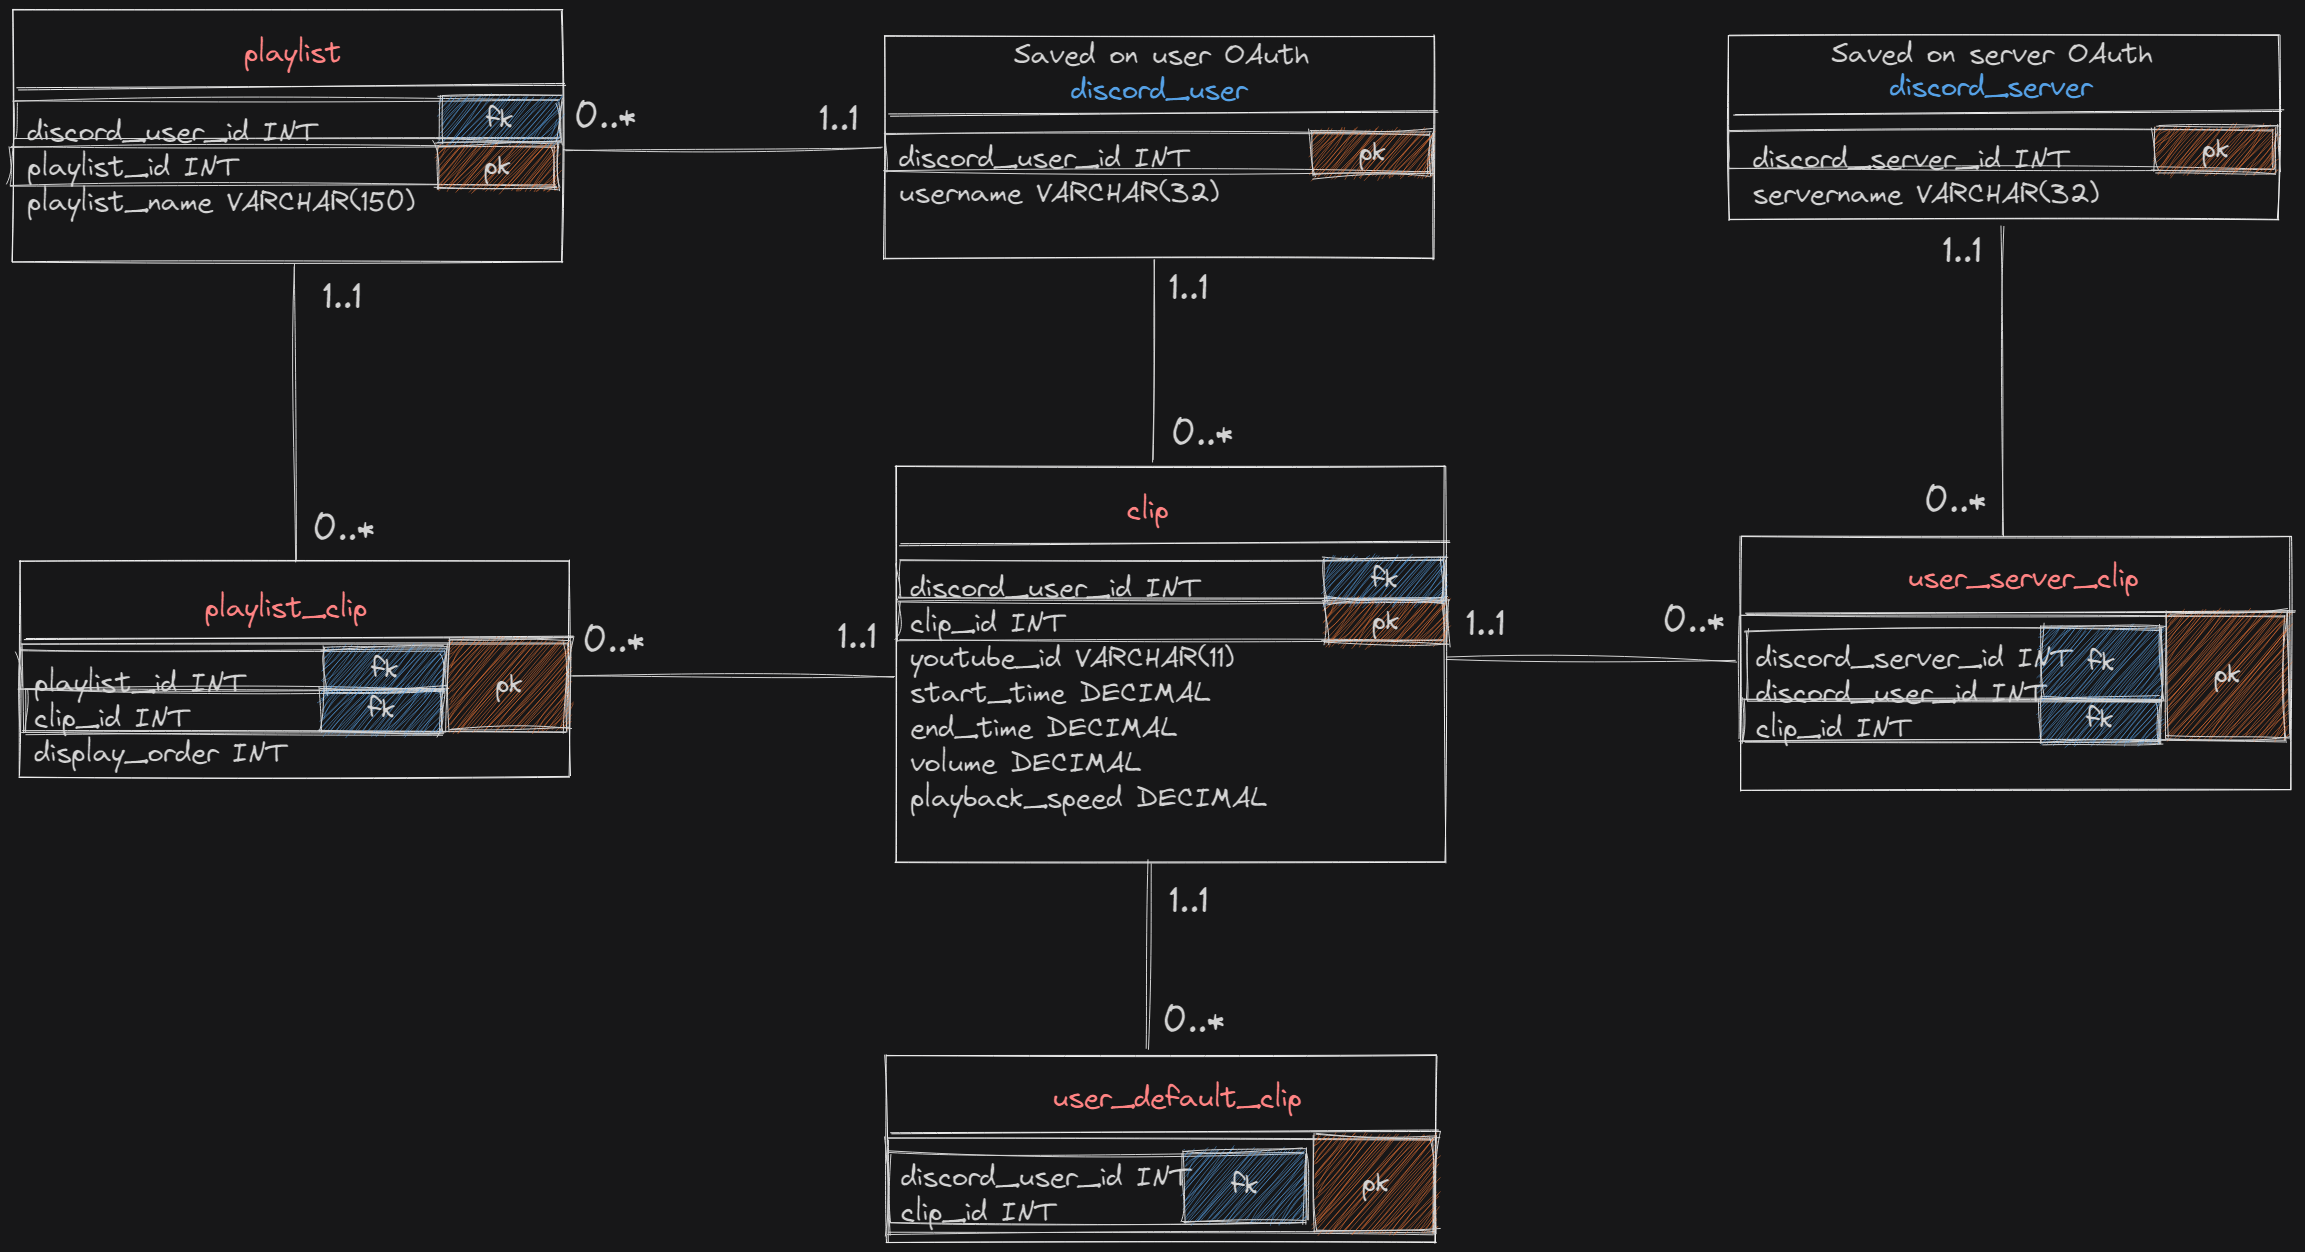 playlist
discord_user_id INT
fk
playlist_id INT
pk
playlist_name VARCHAR(150)
0..*
1..1
Saved on user OAuth
discord_user
discord_user_id INT
pk
username VARCHAR(32)
Saved on server OAuth
discord_server
discord_server_id INT
pk
servername VARCHAR(32)
1..1
0..*
1..1
0..*
1..1
0..*
playlist_clip
playlist_id INT
fk
clip_id INT
fk
pk
display_order INT
0..*
1..1
clip
discord_user_id INT
fk
clip_id INT
pk
youtube_id VARCHAR(11)
start_time DECIMAL
end_time DECIMAL
volume DECIMAL
playback_speed DECIMAL
1..1
0..*
user_server_clip
discord_server_id INT
fk
discord_user_id INT
clip_id INT
fk
pk
1..1
0..*
user_default_clip
discord_user_id INT
fk
pk
clip_id INT